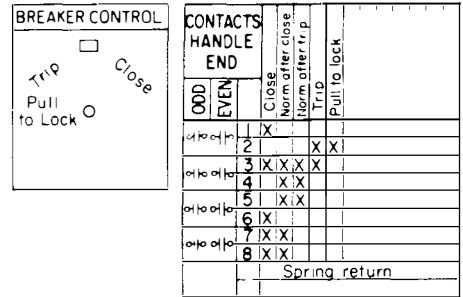 BREAKER CONTROL
Trip
Close
Pull
to Lock
CONTACTS
HANDLE
END
ODD
EVEN
Close
Norm after close
Norm after trip
Trip
Pull to lock
1 X
2 X X
3 X X X X
4 X X
5 X X
6 X
7 X X
8 X X
Spring return